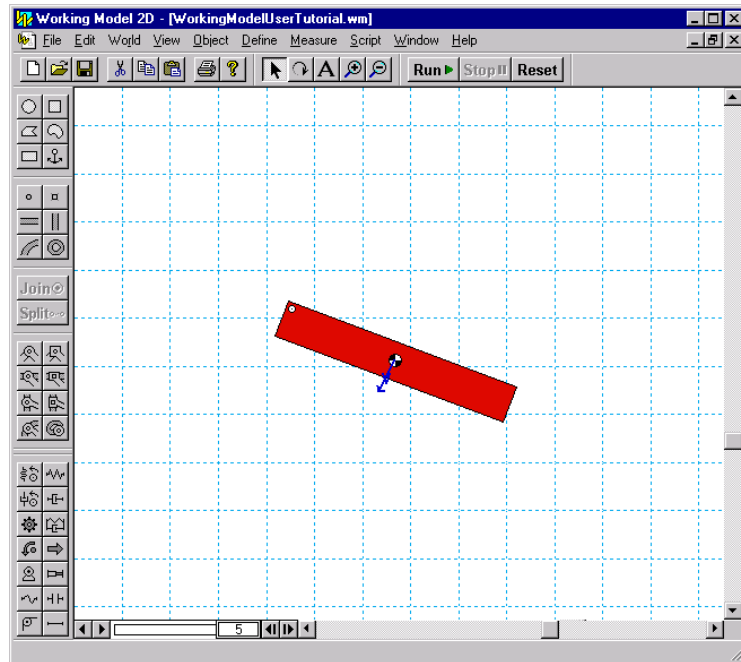 Working Model 2D - [WorkingModelUserTutorial.wm]
File Edit World View Object Define Measure Script Window Help
A Run Stop Reset
Join
Split
V
5